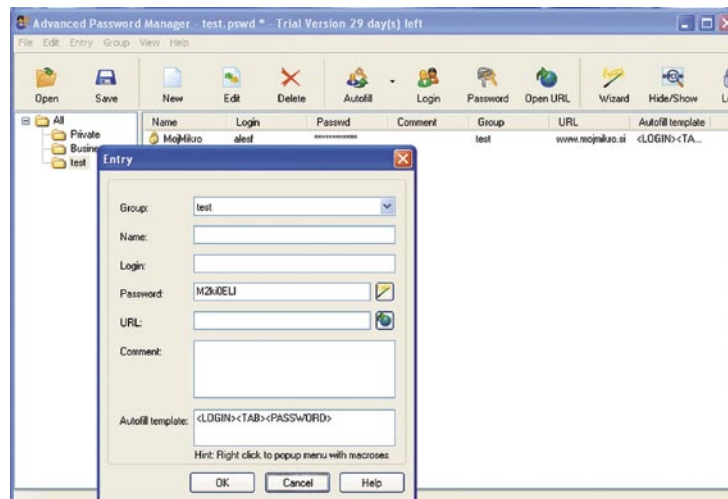 Advanced Password Manager - test.pswd * - Trial Version 29 day(s) left
File Edit Entry Group View Help
Open Save New Edit Delete Autofill Login Password Open URL Wizard Hide/Show
All Name Login Passwd Comment Group URL Autofill template
Private MojMikro alesf ************ test www.mojmikro.si <LOGIN><TA...
test
Entry
Group: test
Name:
Login:
Password:
URL:
Comment:
Autofill template: <LOGIN><TAB><PASSWORD>
Hint: Right click to popup menu with macroses
OK Cancel Help